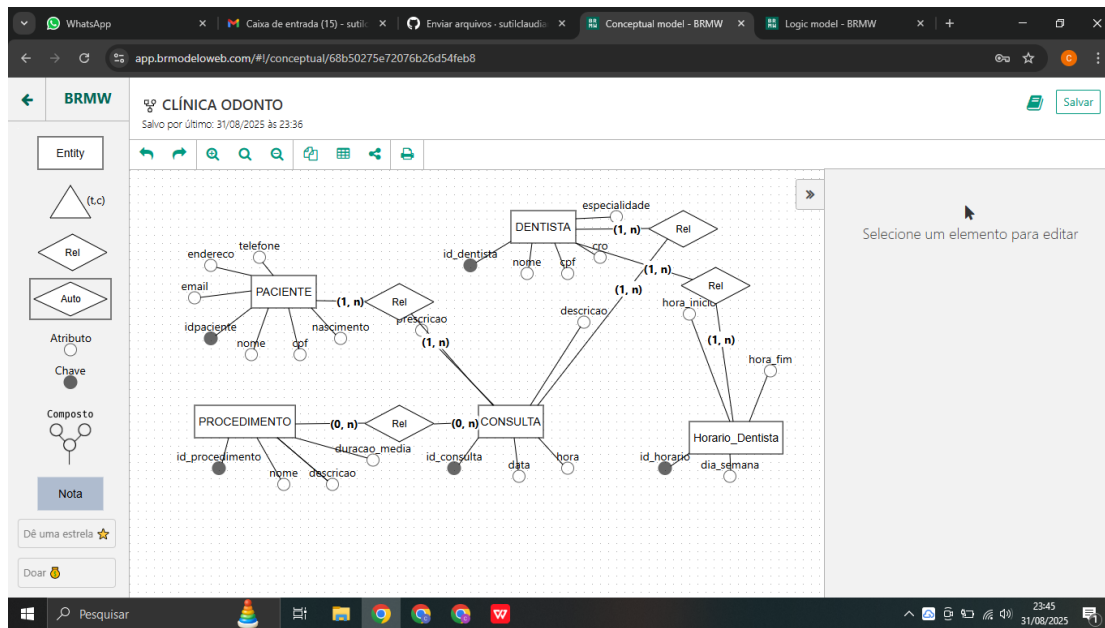 WhatsApp
Caixa de entrada (15) - sutilc
Enviar arquivos · sutilclaudia
Conceptual model - BRMW
Logic model - BRMW
app.brmodeloweb.com/#!/conceptual/68b50275e72076b26d54feb8
C
BRMW
CLÍNICA ODONTO
Salvo por último: 31/08/2025 às 23:36
Salvar
Entity
(t,c)
Rel
Auto
Atributo
Chave
Composto
Nota
Dê uma estrela
Doar
Selecione um elemento para editar
especialidade
DENTISTA
(1, n)
Rel
id_dentista
nome
cpf
cro
(1, n)
Rel
(1, n)
hora_inicio
(1, n)
hora_fim
Horario_Dentista
id_horario
dia_semana
telefone
endereco
email
PACIENTE
(1, n)
Rel
idpaciente
nome
cpf
nascimento
prescricao
(1, n)
descricao
PROCEDIMENTO
(0, n)
Rel
(0, n)
CONSULTA
id_procedimento
nome
descricao
duracao_media
id_consulta
data
hora
Pesquisar
23:45
31/08/2025
1